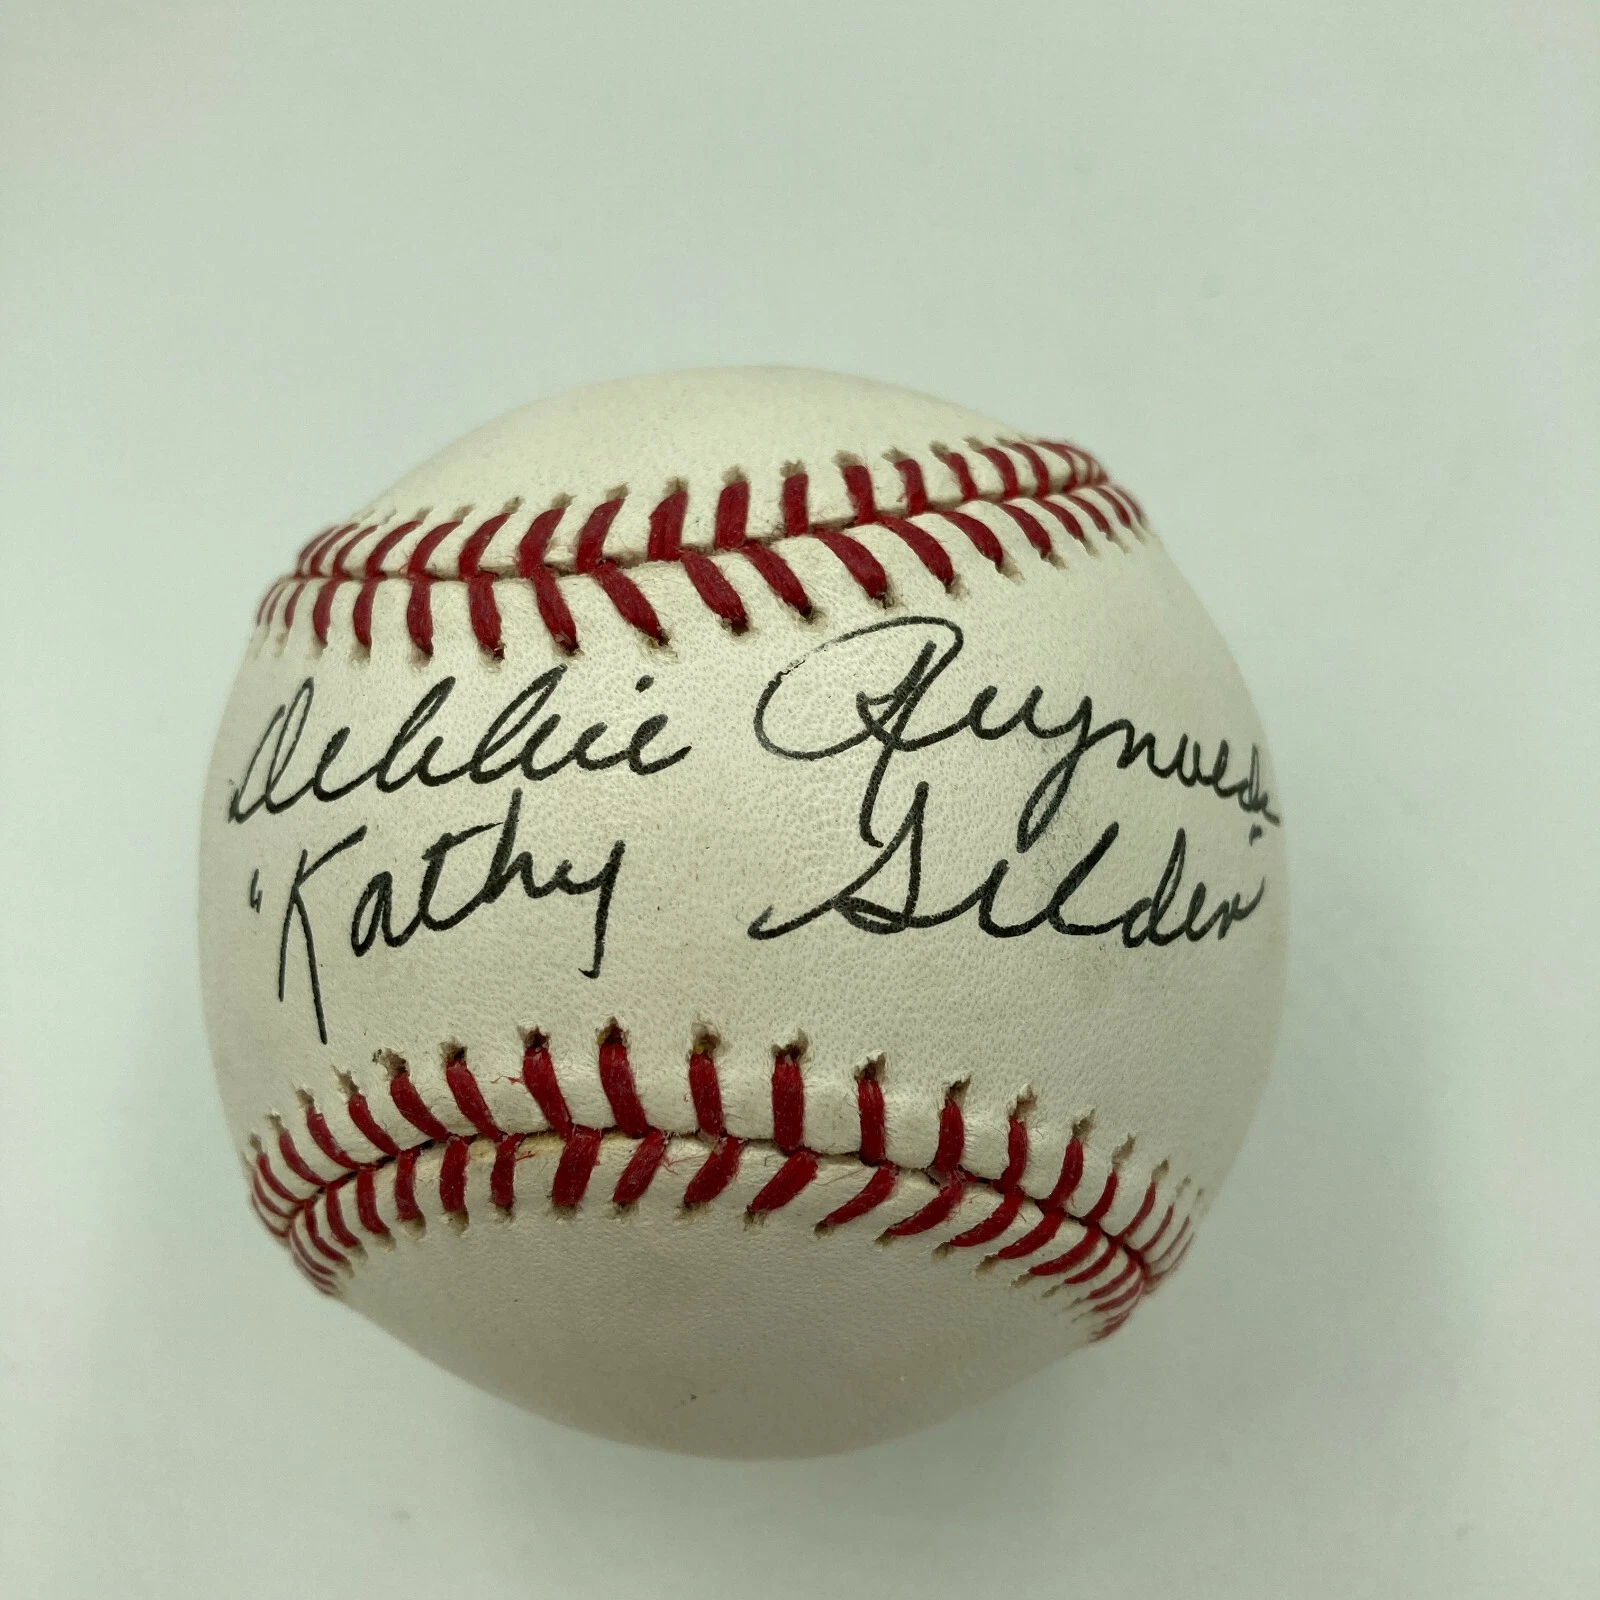 Debbie Reynolds
"Kathy Selden"